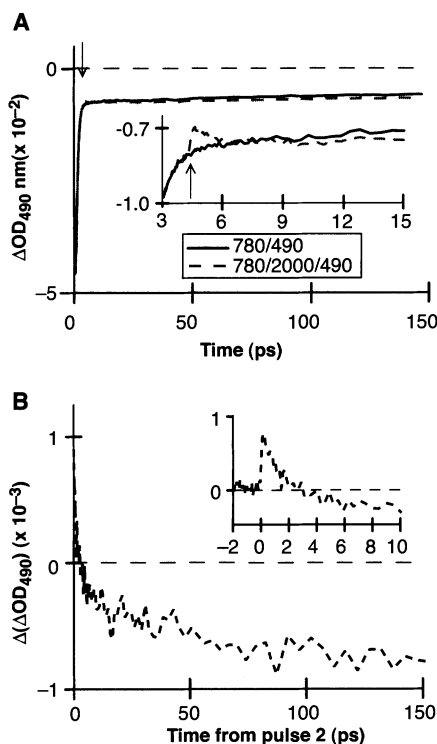 A
0
ΔOD490 nm(x 10⁻²)
-0.7
-1.0
3 6 9 12 15
780/490
780/2000/490
−5
0 50 100 150
Time (ps)
B
1
Δ(ΔOD490) (x 10⁻³)
0
−1
1
0
−2 0 2 4 6 8 10
0 50 100 150
Time from pulse 2 (ps)